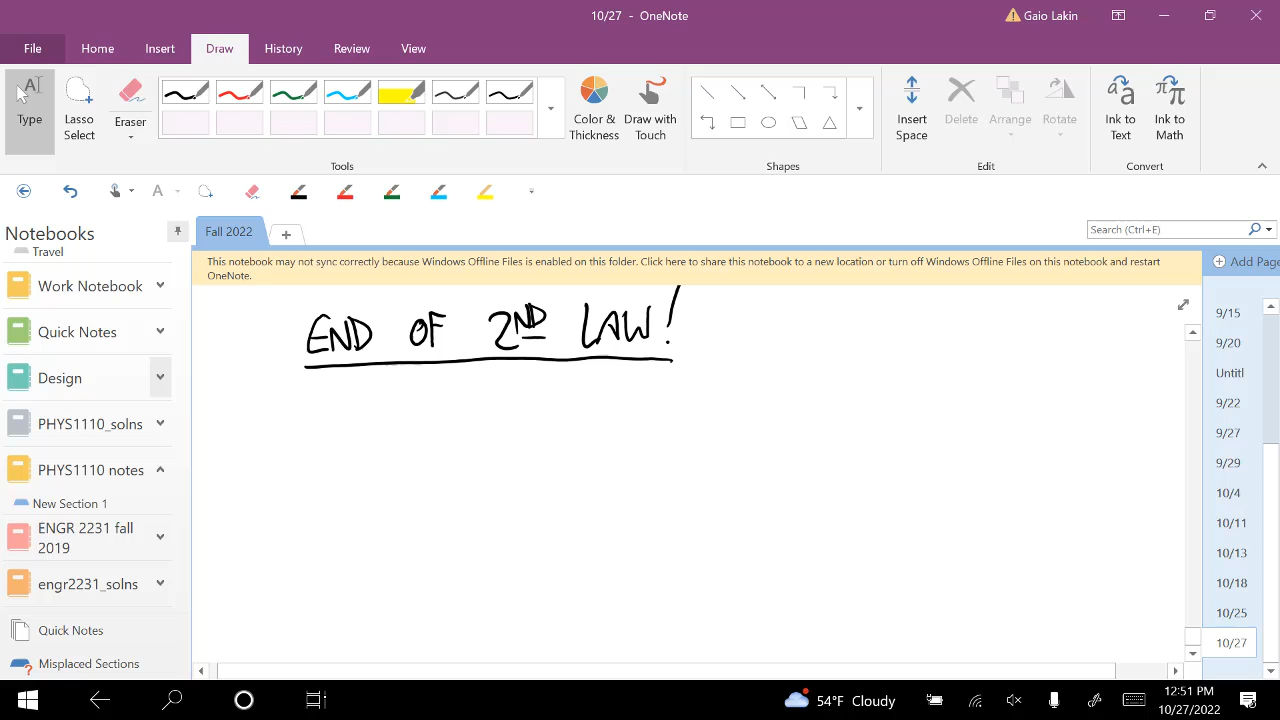 10/27 - OneNote
Gaio Lakin
File Home Insert Draw History Review View
Type
Lasso Select
Eraser
Color & Thickness
Draw with Touch
Insert Space
Delete
Arrange
Rotate
Ink to Text
Ink to Math
Tools
Shapes
Edit
Convert
Notebooks
Fall 2022
Search (Ctrl+E)
This notebook may not sync correctly because Windows Offline Files is enabled on this folder. Click here to share this notebook to a new location or turn off Windows Offline Files on this notebook and restart
OneNote.
Add Page
Travel
Work Notebook
Quick Notes
Design
PHYS1110_solns
PHYS1110 notes
New Section 1
ENGR 2231 fall
2019
engr2231_solns
Quick Notes
Misplaced Sections
END OF 2ND LAW!
9/15
9/20
Untitl
9/22
9/27
9/29
10/4
10/11
10/13
10/18
10/25
10/27
54°F Cloudy
12:51 PM
10/27/2022